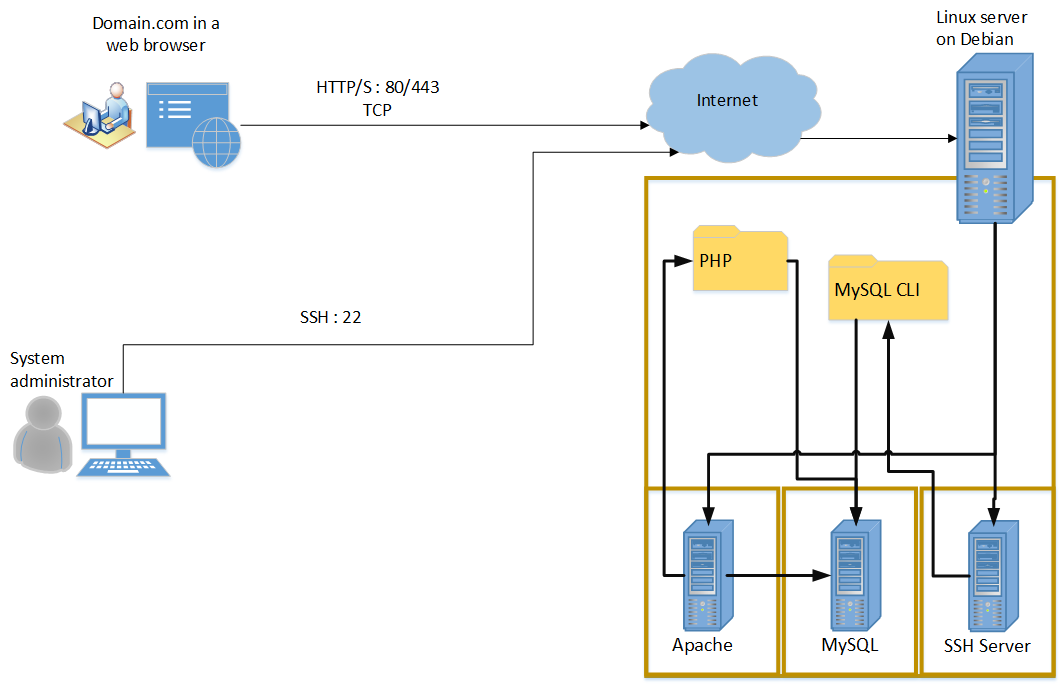 Domain.com in a
web browser
Linux server
on Debian
HTTP/S : 80/443
TCP
Internet
PHP
MySQL CLI
SSH : 22
System
administrator
Apache
MySQL
SSH Server